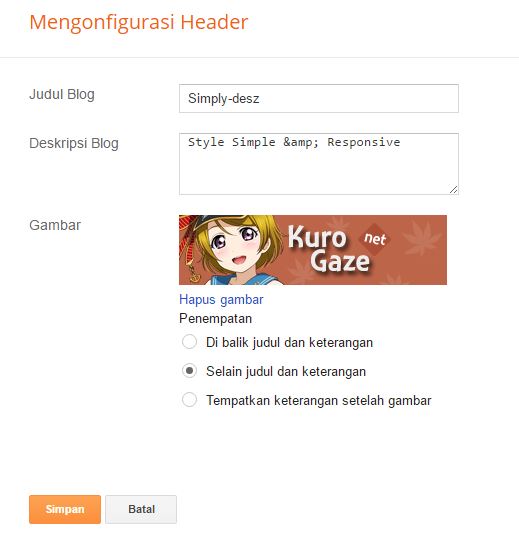 Mengonfigurasi Header
Judul Blog
Simply-desz
Deskripsi Blog
Style Simple &amp; Responsive
Gambar
Kuro
net
Gaze
Hapus gambar
Penempatan
Di balik judul dan keterangan
Selain judul dan keterangan
Tempatkan keterangan setelah gambar
Simpan
Batal